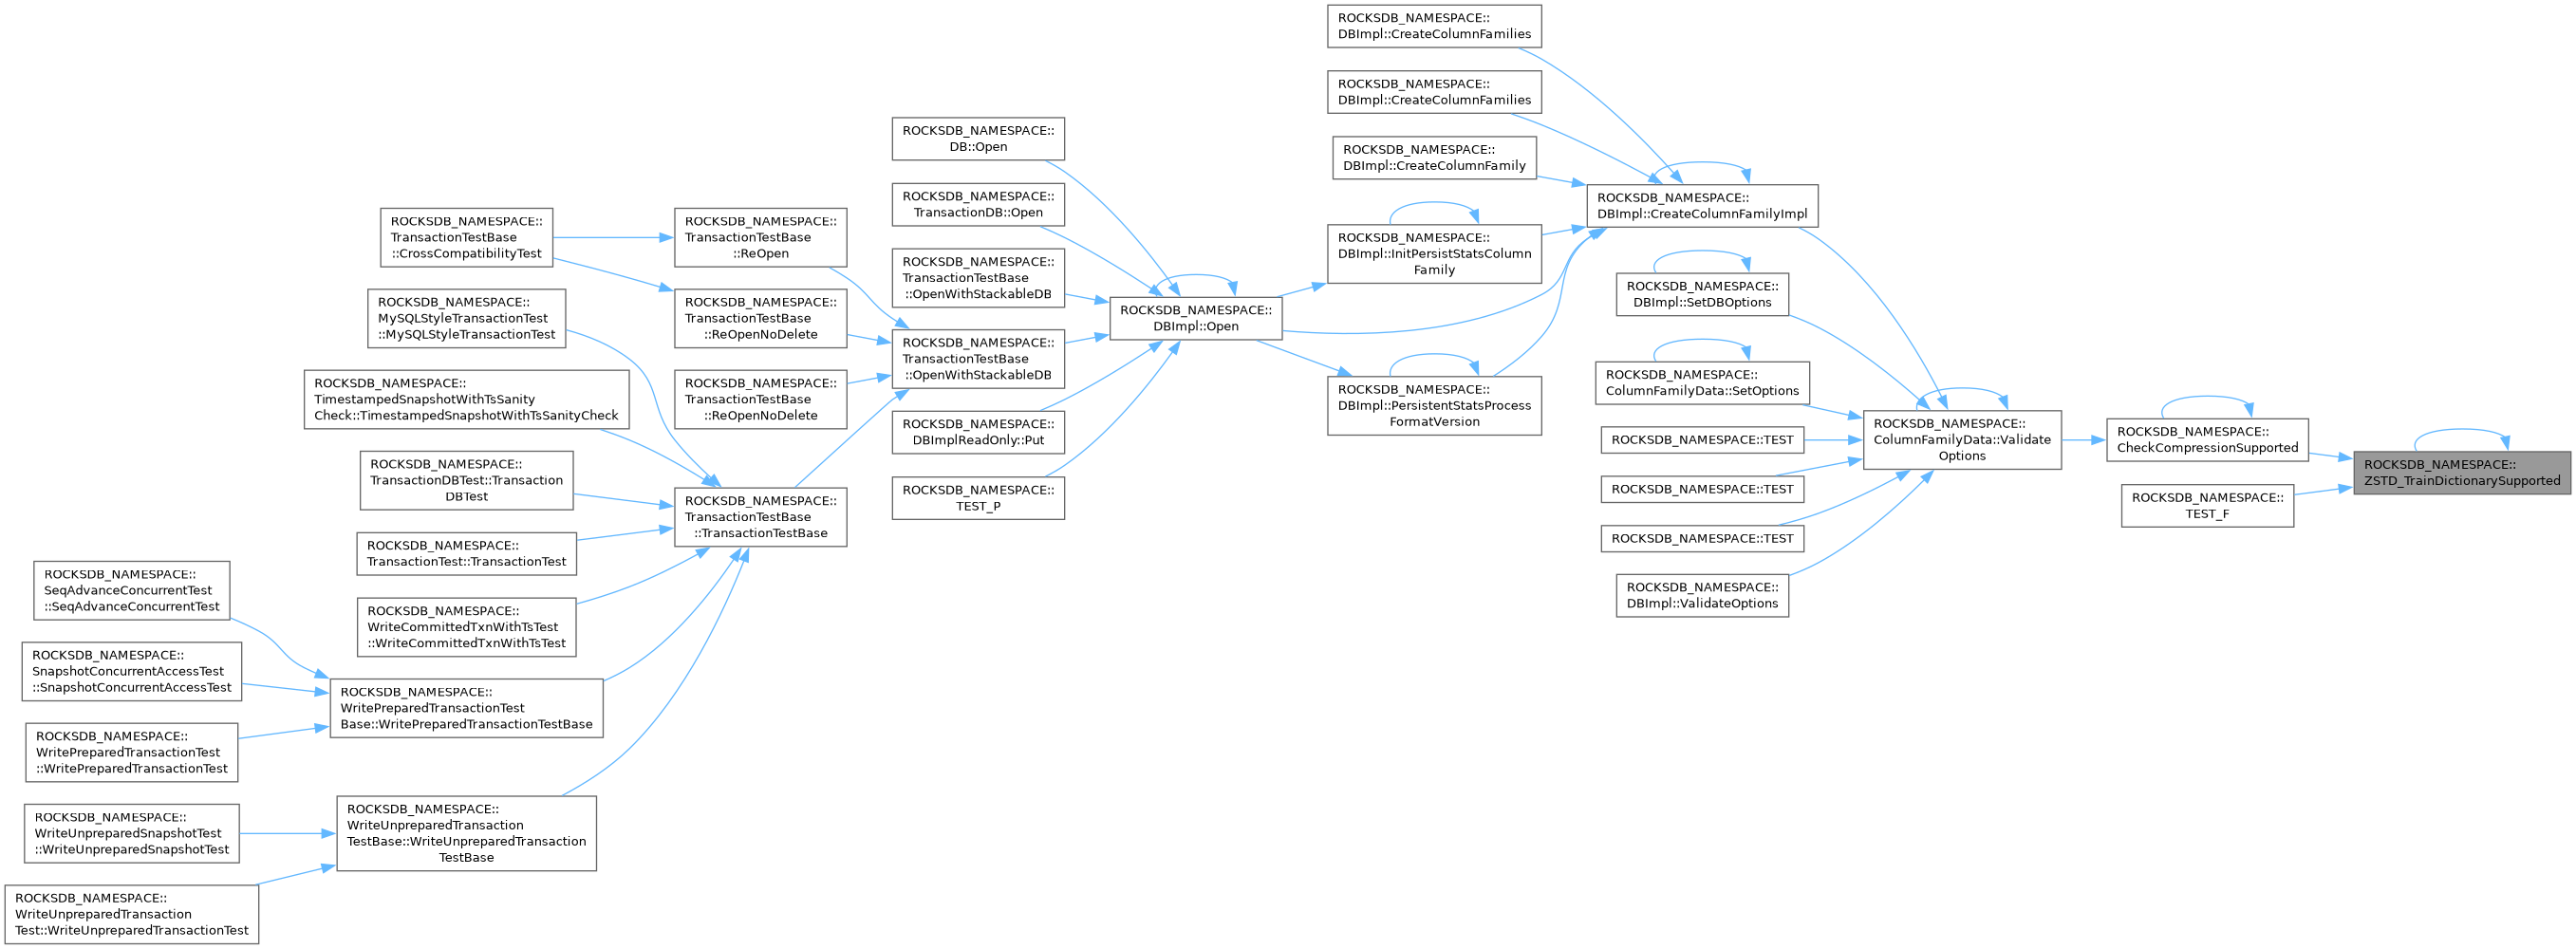 ROCKSDB_NAMESPACE::
DBImpl::CreateColumnFamilies
ROCKSDB_NAMESPACE::
DBImpl::CreateColumnFamilies
ROCKSDB_NAMESPACE::
DB::Open
ROCKSDB_NAMESPACE::
DBImpl::CreateColumnFamily
ROCKSDB_NAMESPACE::
TransactionDB::Open
ROCKSDB_NAMESPACE::
DBImpl::CreateColumnFamilyImpl
ROCKSDB_NAMESPACE::
TransactionTestBase
::CrossCompatibilityTest
ROCKSDB_NAMESPACE::
TransactionTestBase
::ReOpen
ROCKSDB_NAMESPACE::
TransactionTestBase
::OpenWithStackableDB
ROCKSDB_NAMESPACE::
DBImpl::InitPersistStatsColumn
Family
ROCKSDB_NAMESPACE::
DBImpl::SetDBOptions
ROCKSDB_NAMESPACE::
MySQLStyleTransactionTest
::MySQLStyleTransactionTest
ROCKSDB_NAMESPACE::
TransactionTestBase
::ReOpenNoDelete
ROCKSDB_NAMESPACE::
DBImpl::Open
ROCKSDB_NAMESPACE::
TransactionTestBase
::OpenWithStackableDB
ROCKSDB_NAMESPACE::
ColumnFamilyData::SetOptions
ROCKSDB_NAMESPACE::
TimestampedSnapshotWithTsSanity
Check::TimestampedSnapshotWithTsSanityCheck
ROCKSDB_NAMESPACE::
TransactionTestBase
::ReOpenNoDelete
ROCKSDB_NAMESPACE::
DBImpl::PersistentStatsProcess
FormatVersion
ROCKSDB_NAMESPACE::
DBImplReadOnly::Put
ROCKSDB_NAMESPACE::TEST
ROCKSDB_NAMESPACE::
ColumnFamilyData::Validate
Options
ROCKSDB_NAMESPACE::
CheckCompressionSupported
ROCKSDB_NAMESPACE::
ZSTD_TrainDictionarySupported
ROCKSDB_NAMESPACE::
TransactionDBTest::Transaction
DBTest
ROCKSDB_NAMESPACE::
TEST_P
ROCKSDB_NAMESPACE::TEST
ROCKSDB_NAMESPACE::
TEST_F
ROCKSDB_NAMESPACE::
TransactionTestBase
::TransactionTestBase
ROCKSDB_NAMESPACE::TEST
ROCKSDB_NAMESPACE::
TransactionTest::TransactionTest
ROCKSDB_NAMESPACE::
DBImpl::ValidateOptions
ROCKSDB_NAMESPACE::
SeqAdvanceConcurrentTest
::SeqAdvanceConcurrentTest
ROCKSDB_NAMESPACE::
WriteCommittedTxnWithTsTest
::WriteCommittedTxnWithTsTest
ROCKSDB_NAMESPACE::
SnapshotConcurrentAccessTest
::SnapshotConcurrentAccessTest
ROCKSDB_NAMESPACE::
WritePreparedTransactionTest
Base::WritePreparedTransactionTestBase
ROCKSDB_NAMESPACE::
WritePreparedTransactionTest
::WritePreparedTransactionTest
ROCKSDB_NAMESPACE::
WriteUnpreparedSnapshotTest
::WriteUnpreparedSnapshotTest
ROCKSDB_NAMESPACE::
WriteUnpreparedTransaction
TestBase::WriteUnpreparedTransaction
TestBase
ROCKSDB_NAMESPACE::
WriteUnpreparedTransaction
Test::WriteUnpreparedTransactionTest